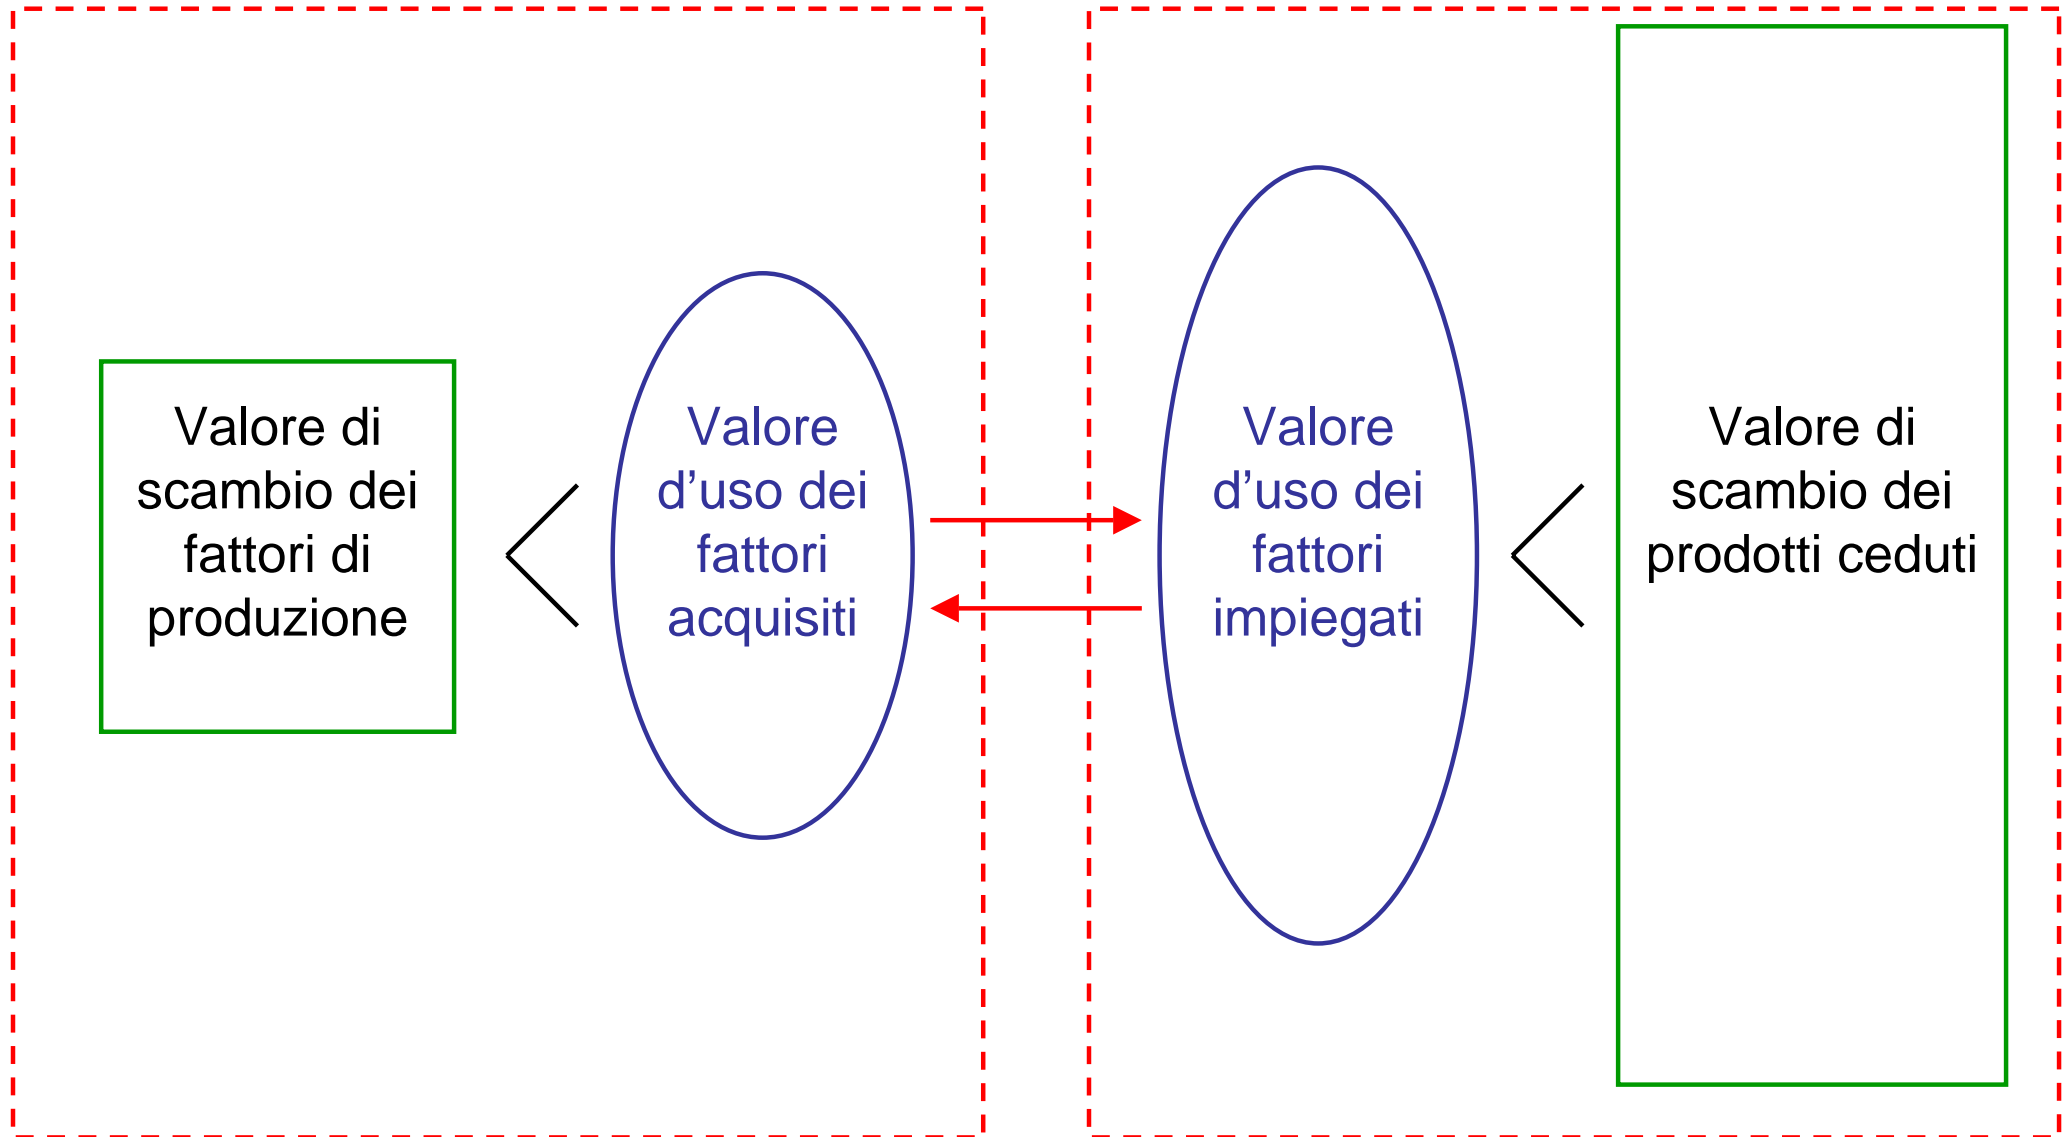 Valore di
scambio dei
fattori di
produzione
Valore
d’uso dei
fattori
acquisiti
Valore
d’uso dei
fattori
impiegati
Valore di
scambio dei
prodotti ceduti